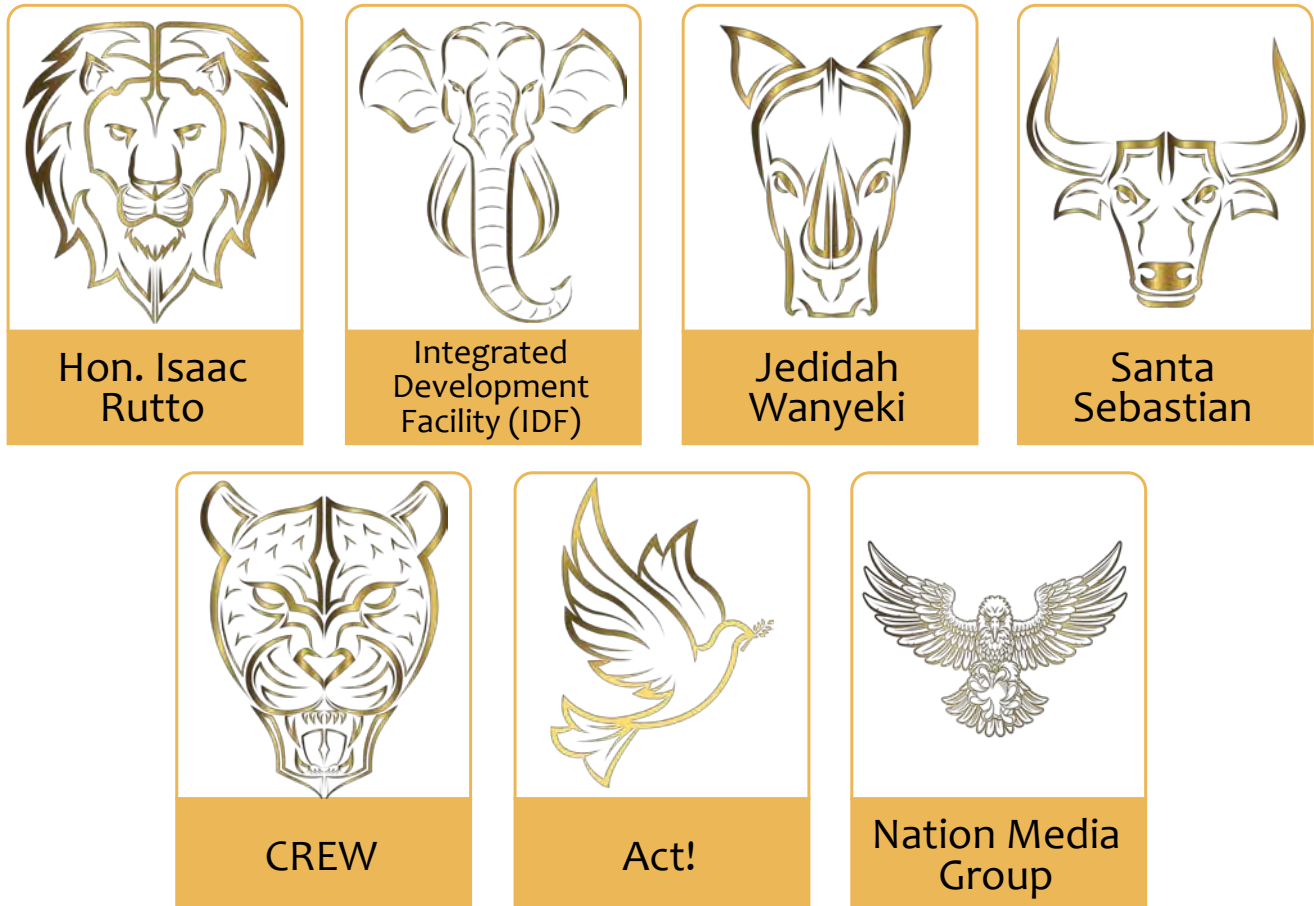 Hon. Isaac
Rutto
Integrated
Development
Facility (IDF)
Jedidah
Wanyeki
Santa
Sebastian
CREW
Act!
Nation Media
Group